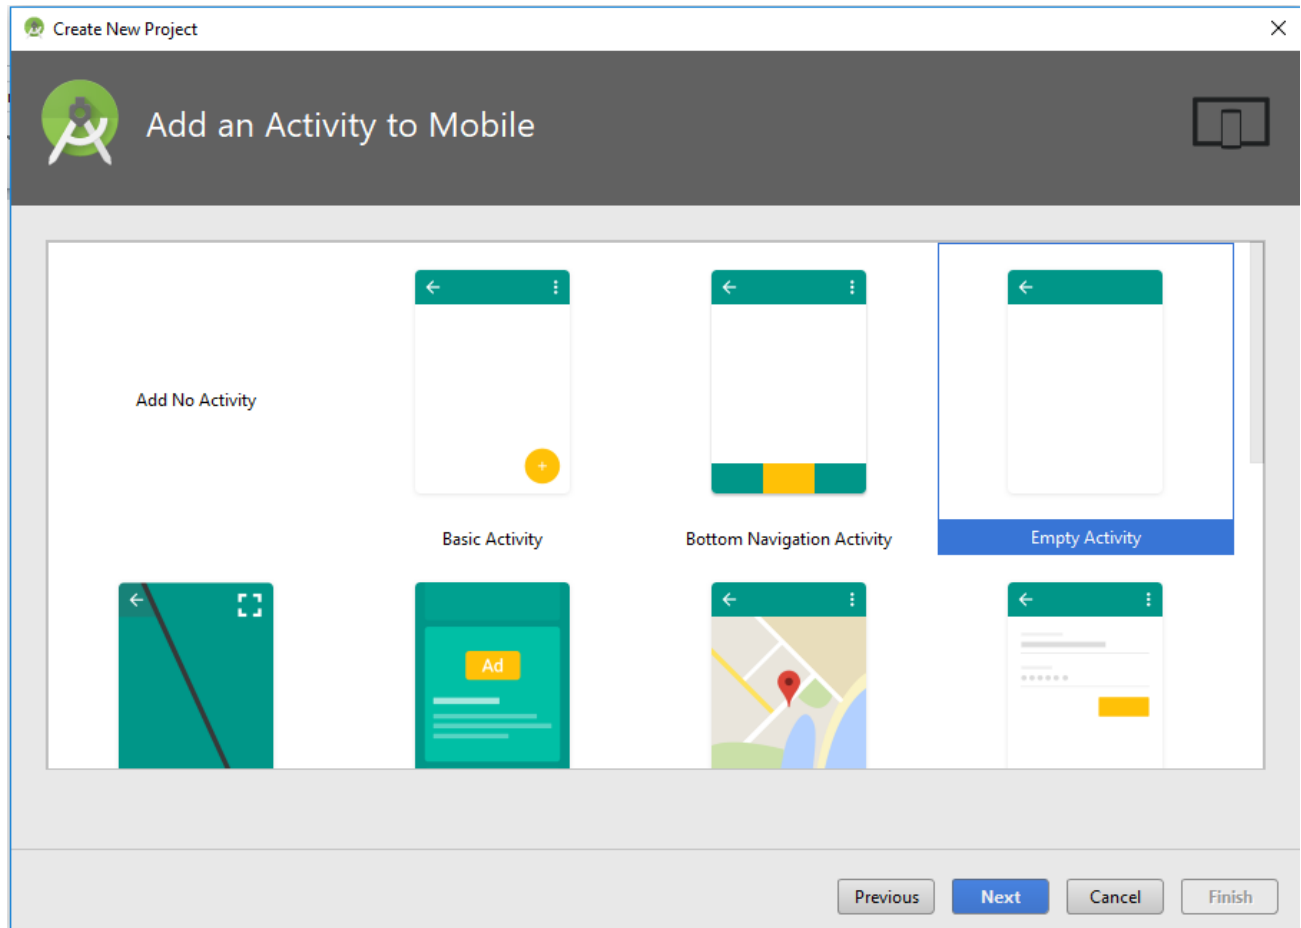 Create New Project
Add an Activity to Mobile
Add No Activity
Basic Activity
Bottom Navigation Activity
Empty Activity
Ad
Previous
Next
Cancel
Finish